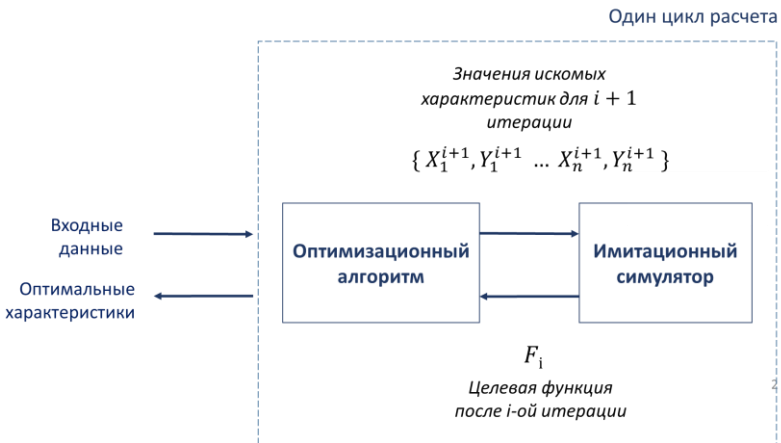 Один цикл расчета
Значения искомых
характеристик для i + 1
итерации
{ X₁ⁱ⁺¹, Y₁ⁱ⁺¹ … Xₙⁱ⁺¹, Yₙⁱ⁺¹ }
Входные
данные
Оптимальные
характеристики
Оптимизационный
алгоритм
Имитационный
симулятор
Fᵢ
Целевая функция
после i-ой итерации
2